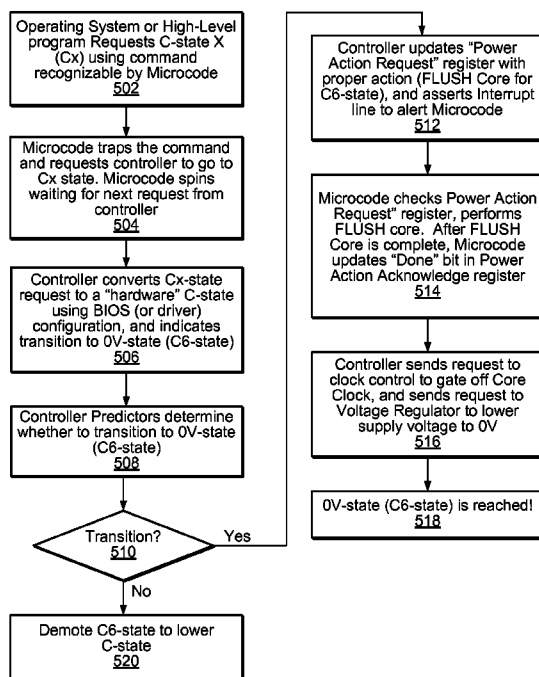 Operating System or High-Level
program Requests C-state X
(Cx) using command
recognizable by Microcode
502
Microcode traps the command
and requests controller to go to
Cx state. Microcode spins
waiting for next request from
controller
504
Controller converts Cx-state
request to a "hardware" C-state
using BIOS (or driver)
configuration, and indicates
transition to 0V-state (C6-state)
506
Controller Predictors determine
whether to transition to 0V-state
(C6-state)
508
Transition?
510
Yes
No
Demote C6-state to lower
C-state
520
Controller updates "Power
Action Request" register with
proper action (FLUSH Core for
C6-state), and asserts Interrupt
line to alert Microcode
512
Microcode checks Power Action
Request" register, performs
FLUSH core. After FLUSH
Core is complete, Microcode
updates "Done" bit in Power
Action Acknowledge register
514
Controller sends request to
clock control to gate off Core
Clock, and sends request to
Voltage Regulator to lower
supply voltage to 0V
516
0V-state (C6-state) is reached!
518